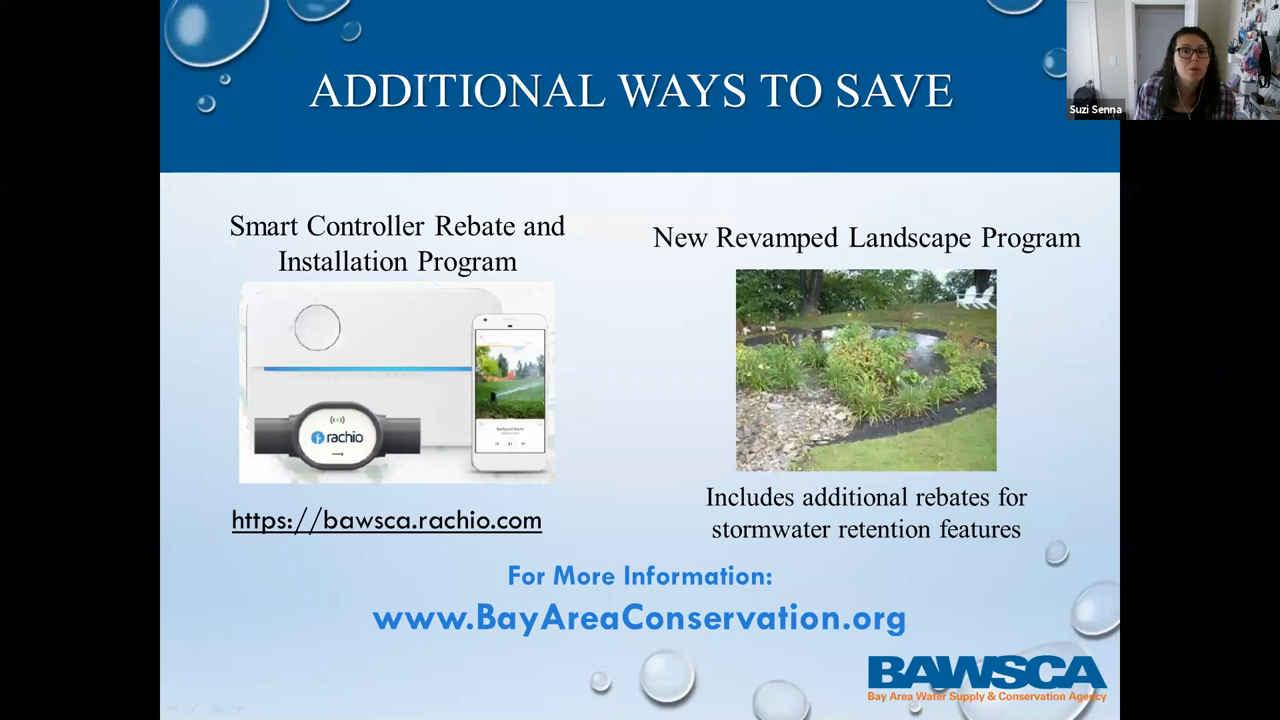 ADDITIONAL WAYS TO SAVE
Suzi Senna
Smart Controller Rebate and
Installation Program
New Revamped Landscape Program
rachio
https://bawsca.rachio.com
Includes additional rebates for
stormwater retention features
For More Information:
www.BayAreaConservation.org
BAWSCA
Bay Area Water Supply & Conservation Agency